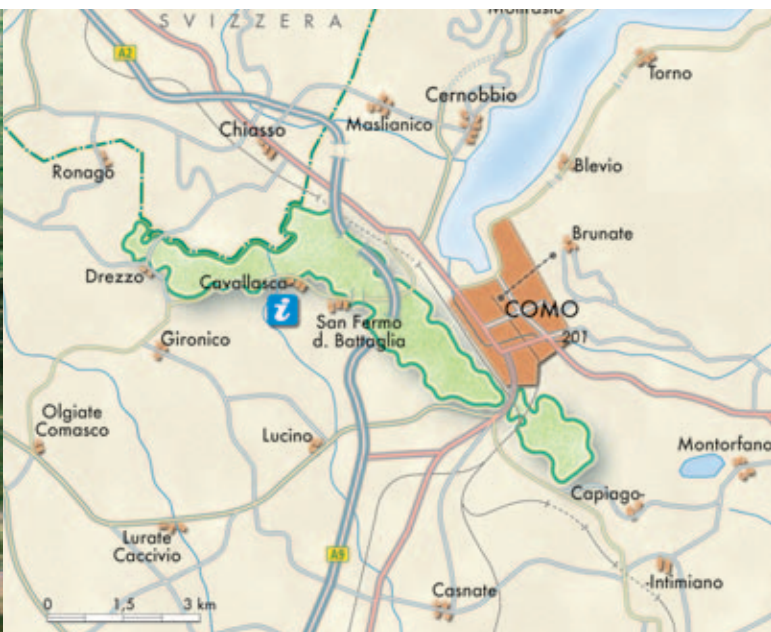 SVIZZERA
Moltrasio
A2
Torno
Cernobbio
Maslianico
Chiasso
Ronago
Blevio
Brunate
Drezzo
Cavallasca
i
San Fermo
d. Battaglia
COMO
201
Gironico
Olgiate
Comasco
Lucino
Montorfano
Capiago
Lurate
Caccivio
A9
Intimiano
Casnate
0 1,5 3 km